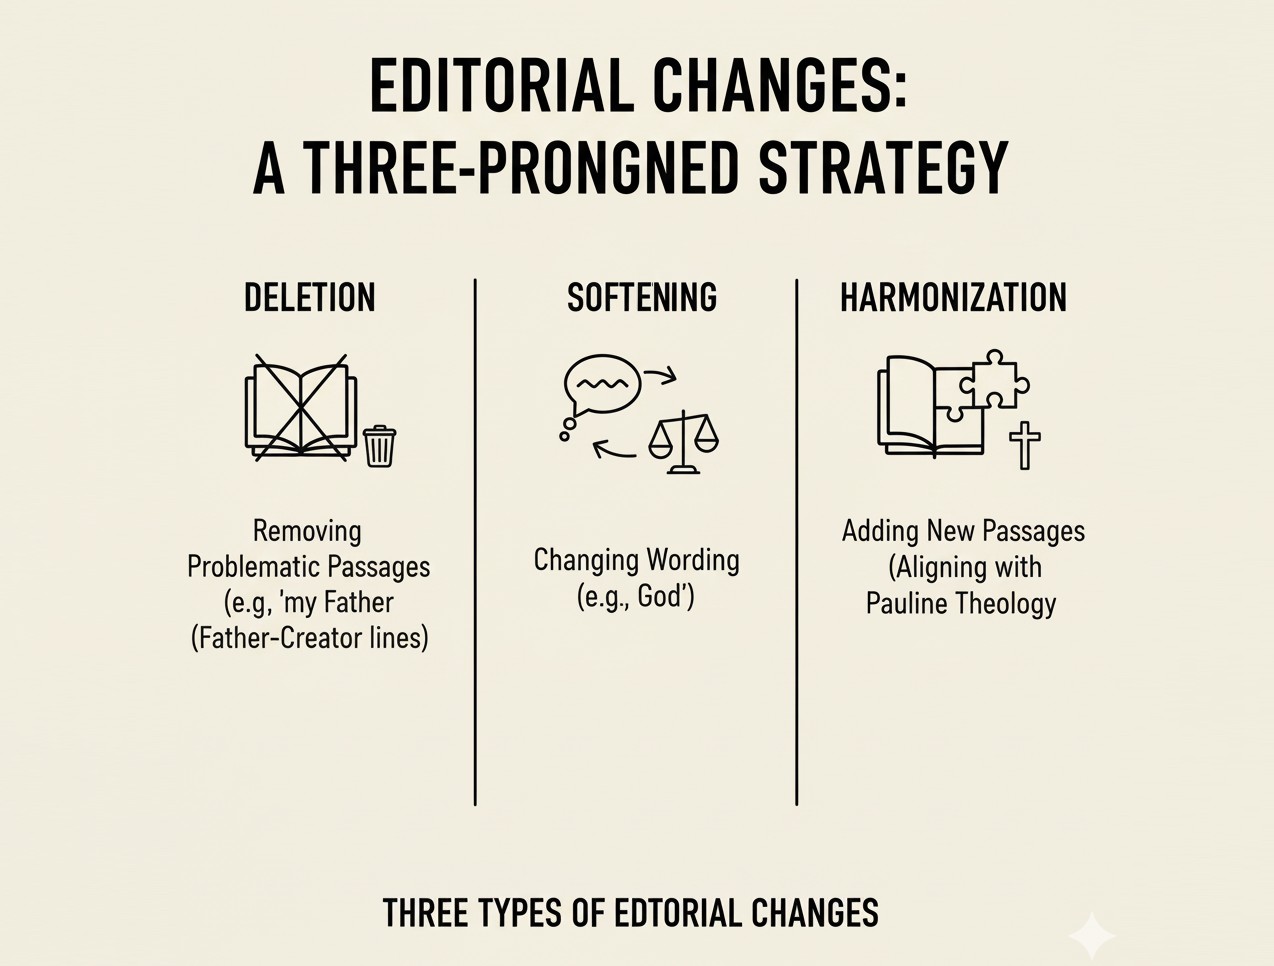 EDITORIAL CHANGES:
A THREE-PRONGNED STRATEGY
DELETION
Removing
Problematic Passages
(e.g, 'my Father
(Father-Creator lines)
SOFTENING
Changing Wording
(e.g., God')
HARMONIZATION
Adding New Passages
(Aligning with
Pauline Theology
THREE TYPES OF EDTORIAL CHANGES